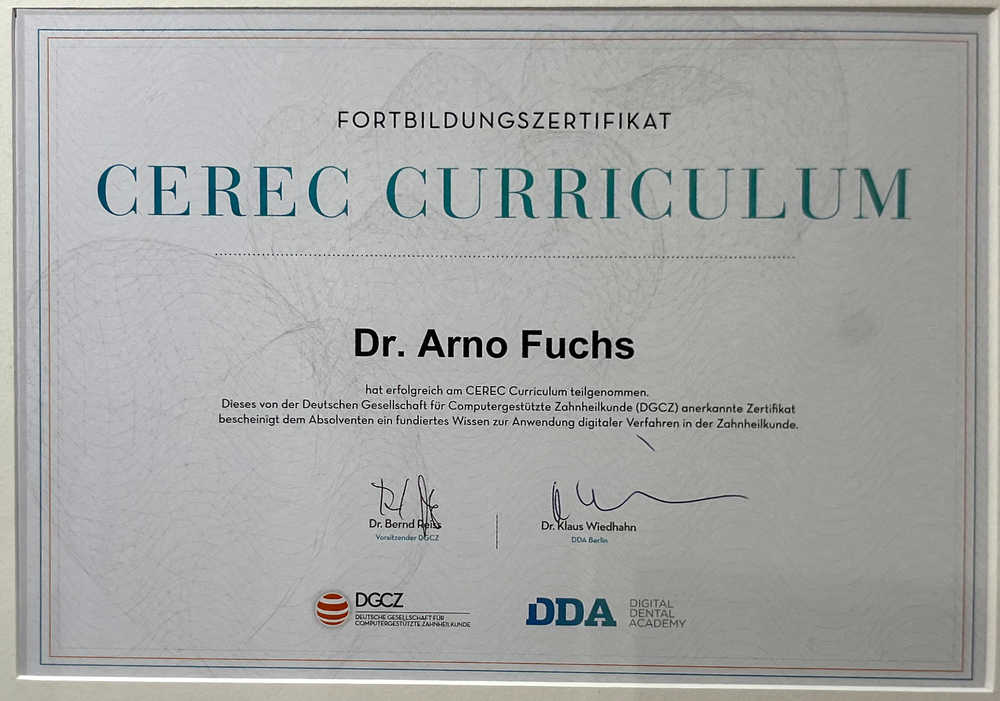 FORTBILDUNGSZERTIFIKAT
CEREC CURRICULUM
Dr. Arno Fuchs
hat erfolgreich am CEREC Curriculum teilgenommen.
Dieses von der Deutschen Gesellschaft für Computergestützte Zahnheilkunde (DGCZ) anerkannte Zertifikat
bescheinigt dem Absolventen ein fundiertes Wissen zur Anwendung digitaler Verfahren in der Zahnheilkunde.
Dr. Bernd Reiss
Vorsitzender DGCZ
Dr. Klaus Wiedhahn
DDA Berlin
DGCZ
DEUTSCHE GESELLSCHAFT FÜR
COMPUTERGESTÜTZTE ZAHNHEILKUNDE
DDA
DIGITAL
DENTAL
ACADEMY